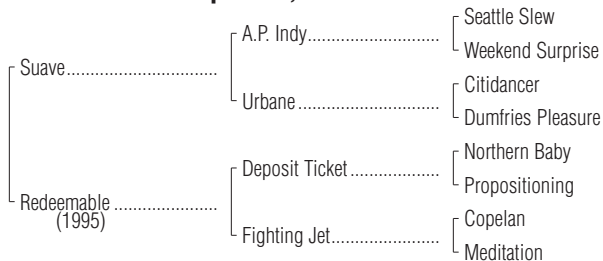 Seattle Slew
A.P. Indy
Weekend Surprise
Suave
Citidancer
Urbane
Dumfries Pleasure
Northern Baby
Deposit Ticket
Propositioning
Redeemable
(1995)
Copelan
Fighting Jet
Meditation